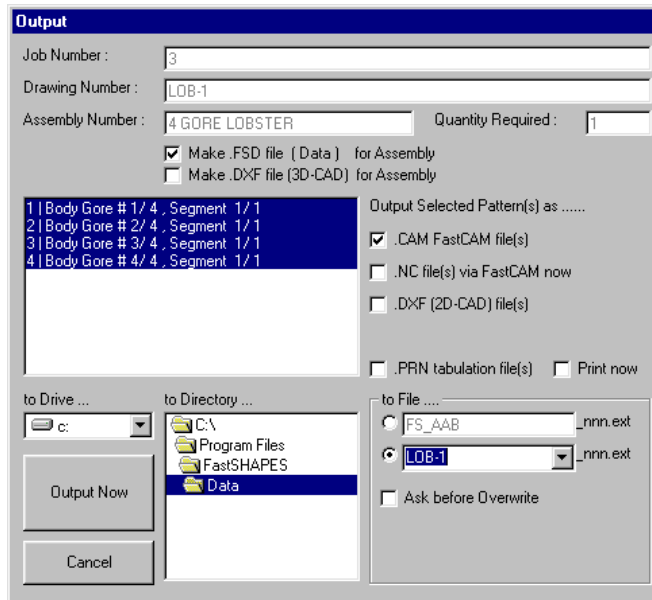 Output
Job Number :
3
Drawing Number :
LOB-1
Assembly Number :
4 GORE LOBSTER
Quantity Required :
1
Make .FSD file ( Data ) for Assembly
Make .DXF file (3D-CAD) for Assembly
1 | Body Gore # 1/ 4 , Segment 1/ 1
2 | Body Gore # 2/ 4 , Segment 1/ 1
3 | Body Gore # 3/ 4 , Segment 1/ 1
4 | Body Gore # 4/ 4 , Segment 1/ 1
Output Selected Pattern(s) as ......
.CAM FastCAM file(s)
.NC file(s) via FastCAM now
.DXF (2D-CAD) file(s)
.PRN tabulation file(s)
Print now
to Drive ...
c:
to Directory ...
C:\
Program Files
FastSHAPES
Data
to File ....
FS_AAB
_nnn.ext
LOB-1
_nnn.ext
Ask before Overwrite
Output Now
Cancel